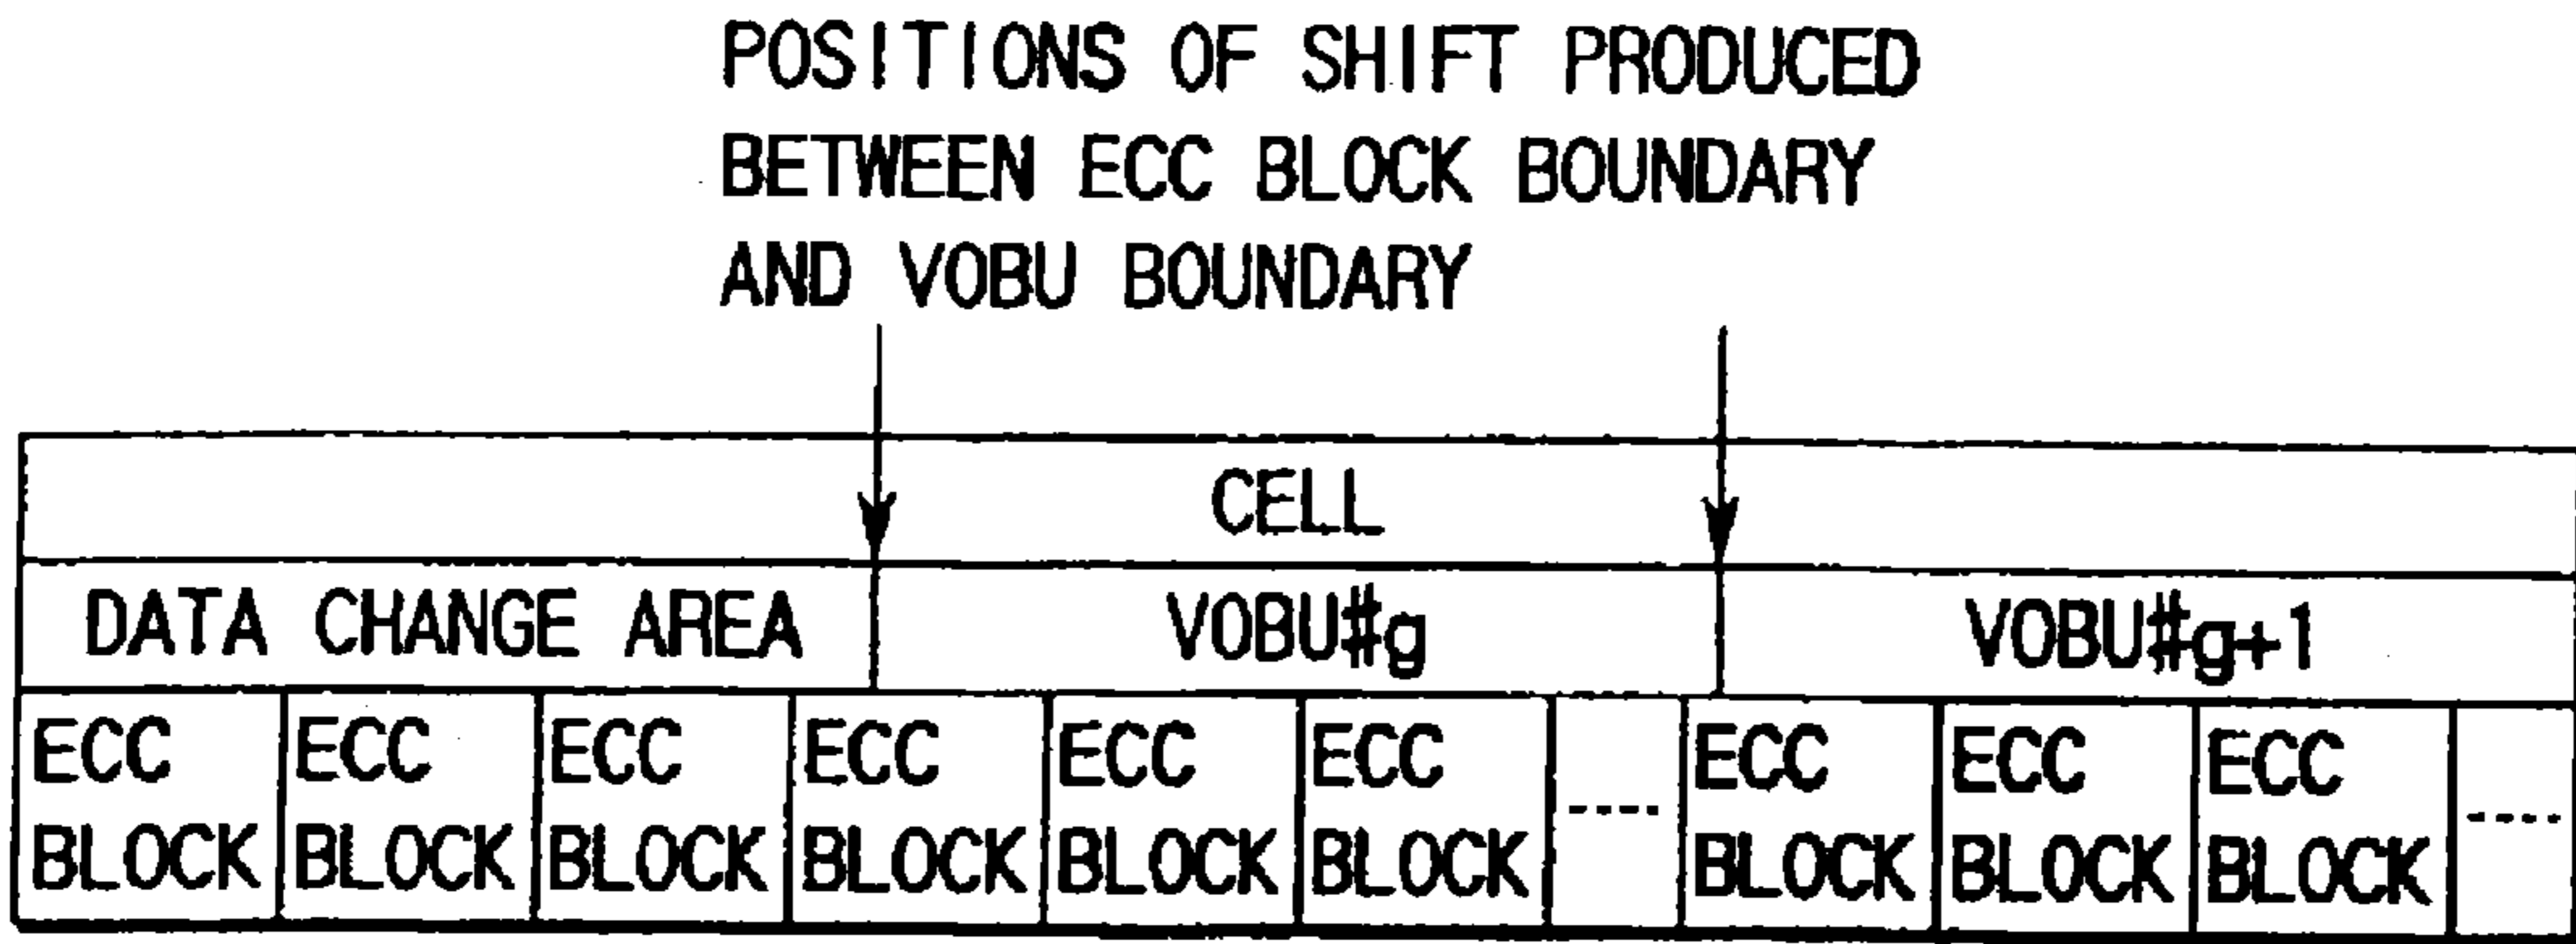 POSITIONS OF SHIFT PRODUCED
BETWEEN ECC BLOCK BOUNDARY
AND VOBU BOUNDARY
CELL
DATA CHANGE AREA VOBU#g VOBU#g+1
ECC ECC ECC ECC ECC ECC ---- ECC ECC ECC ----
BLOCK BLOCK BLOCK BLOCK BLOCK BLOCK BLOCK BLOCK BLOCK